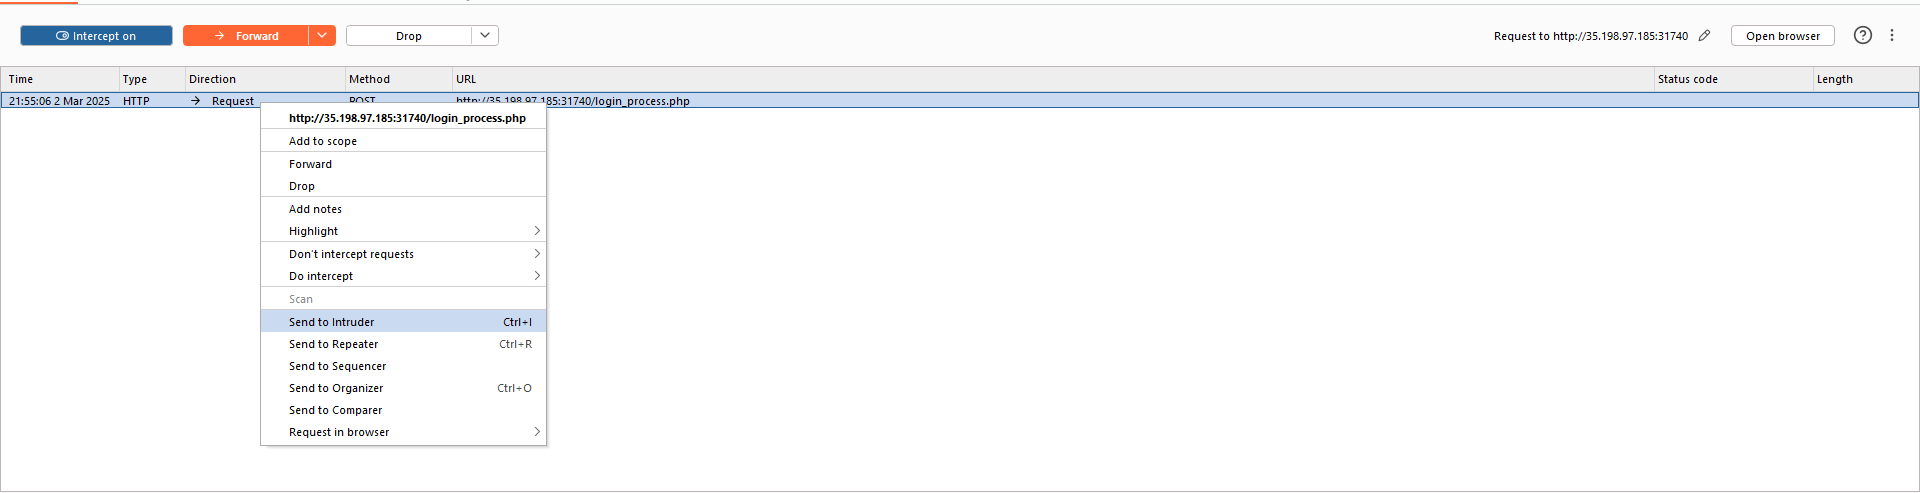 Intercept on Forward Drop Request to http://35.198.97.185:31740 Open browser ?
Time Type Direction Method URL Status code Length
21:55:06 2 Mar 2025 HTTP Request POST http://35.198.97.185:31740/login_process.php
http://35.198.97.185:31740/login_process.php
Add to scope
Forward
Drop
Add notes
Highlight
Don't intercept requests
Do intercept
Scan
Send to Intruder Ctrl+I
Send to Repeater Ctrl+R
Send to Sequencer
Send to Organizer Ctrl+O
Send to Comparer
Request in browser